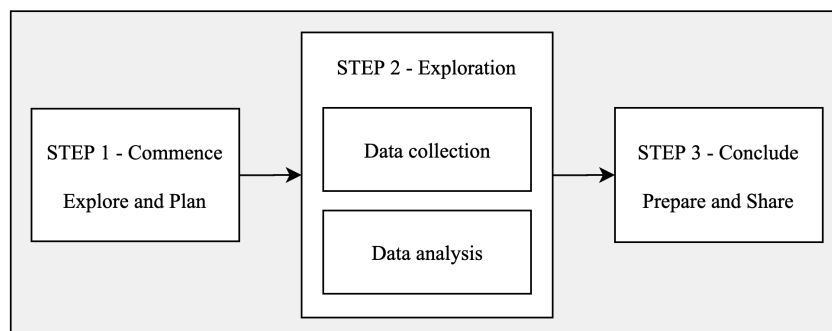 STEP 1 - Commence
Explore and Plan
STEP 2 - Exploration
Data collection
Data analysis
STEP 3 - Conclude
Prepare and Share